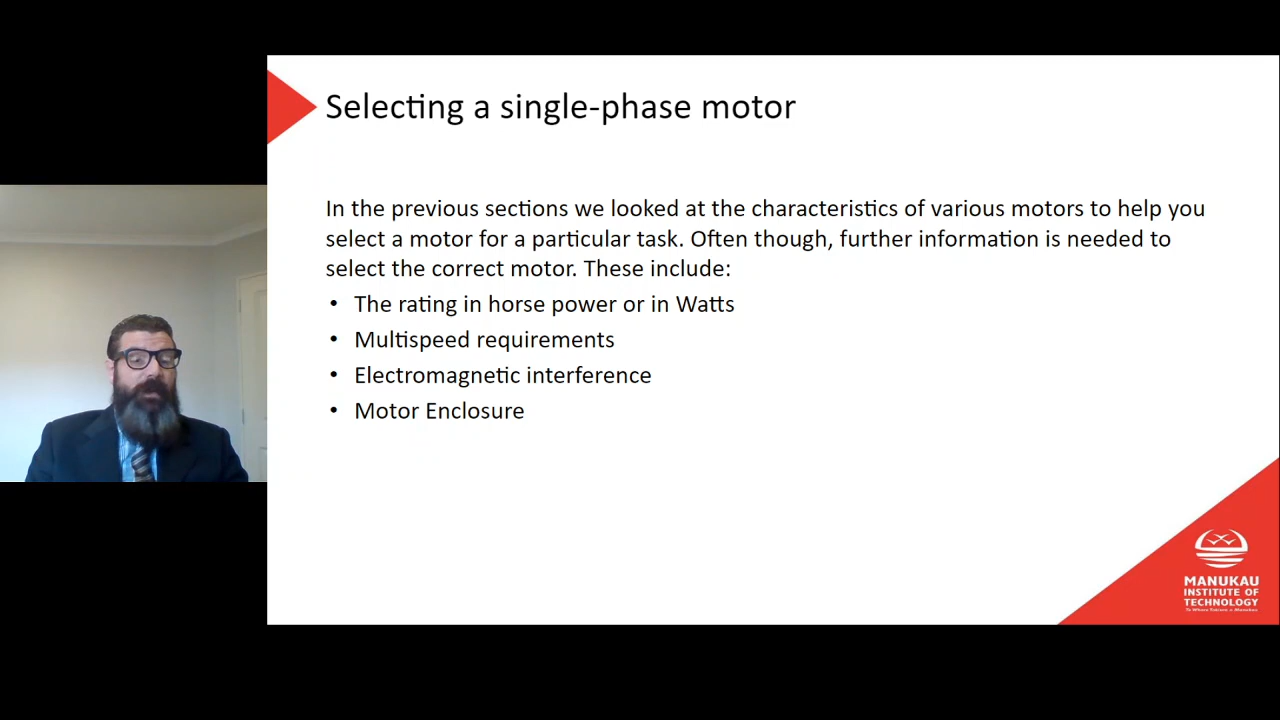 Selecting a single-phase motor
In the previous sections we looked at the characteristics of various motors to help you
select a motor for a particular task. Often though, further information is needed to
select the correct motor. These include:
• The rating in horse power or in Watts
• Multispeed requirements
• Electromagnetic interference
• Motor Enclosure
MANUKAU
INSTITUTE OF
TECHNOLOGY